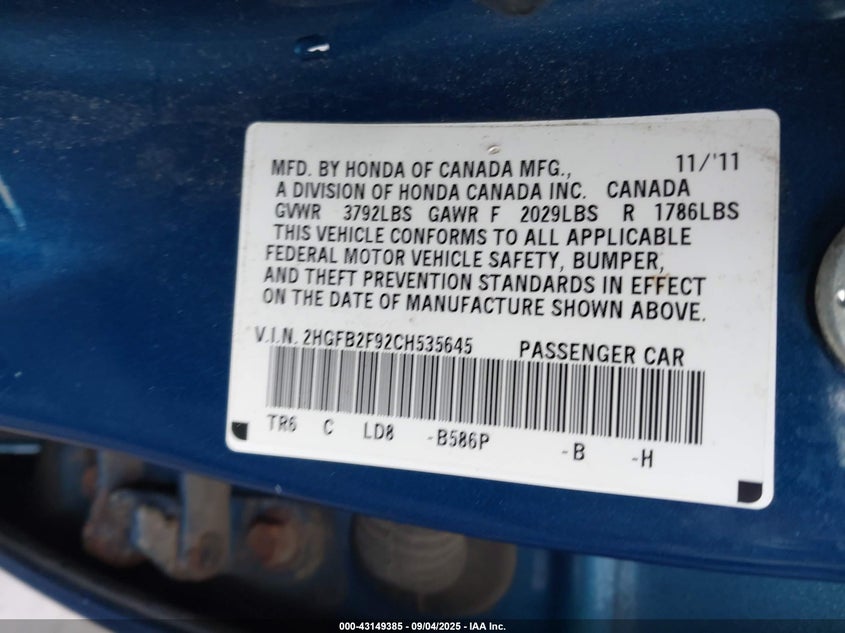 MFD. BY HONDA OF CANADA MFG., 11/'11
A DIVISION OF HONDA CANADA INC. CANADA
GVWR 3792LBS GAWR F 2029LBS R 1786LBS
THIS VEHICLE CONFORMS TO ALL APPLICABLE
FEDERAL MOTOR VEHICLE SAFETY, BUMPER,
AND THEFT PREVENTION STANDARDS IN EFFECT
ON THE DATE OF MANUFACTURE SHOWN ABOVE.
V.I.N. 2HGFB2F92CH535645 PASSENGER CAR
TR6 C LD8 -B586P -B -H
000-43149385 - 09/04/2025 - IAA Inc.